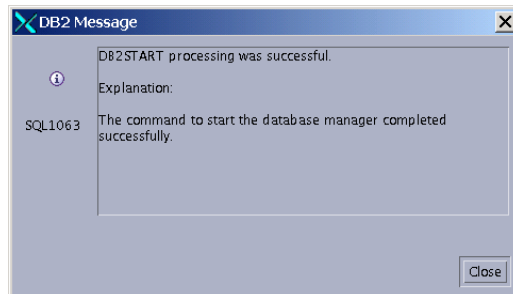 DB2 Message
DB2START processing was successful.
Explanation:
SQL1063
The command to start the database manager completed
successfully.
Close